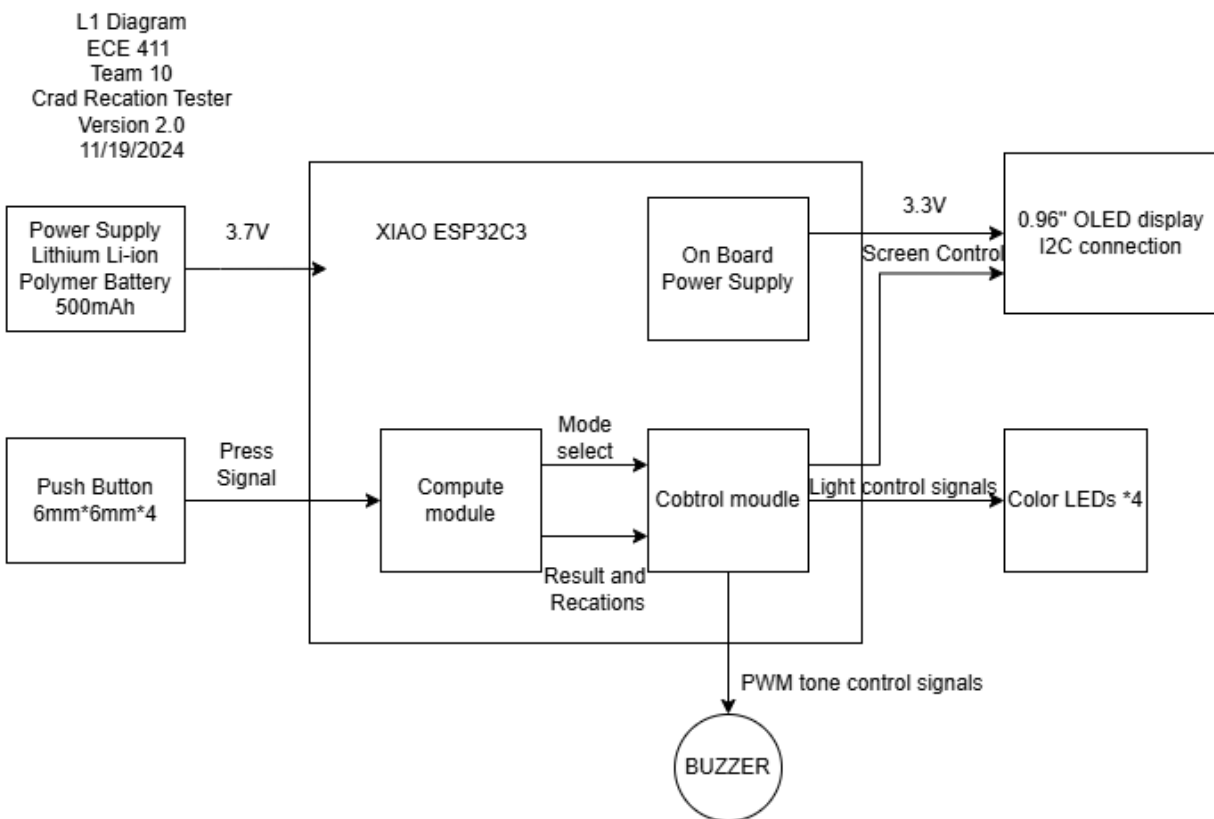 L1 Diagram
ECE 411
Team 10
Crad Recation Tester
Version 2.0
11/19/2024
Power Supply
Lithium Li-ion
Polymer Battery
500mAh
3.7V
XIAO ESP32C3
On Board
Power Supply
3.3V
Screen Control
0.96" OLED display
I2C connection
Push Button
6mm*6mm*4
Press
Signal
Compute
module
Mode
select
Result and
Recations
Cobtrol moudle
Light control signals
Color LEDs *4
PWM tone control signals
BUZZER